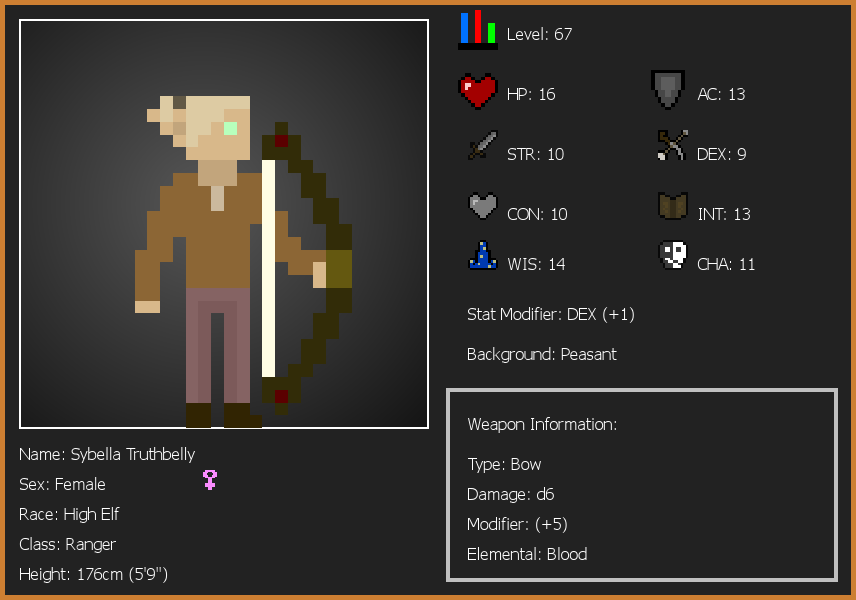 Level: 67
HP: 16
AC: 13
STR: 10
DEX: 9
CON: 10
INT: 13
WIS: 14
CHA: 11
Stat Modifier: DEX (+1)
Background: Peasant
Weapon Information:
Type: Bow
Damage: d6
Modifier: (+5)
Elemental: Blood
Name: Sybella Truthbelly
Sex: Female
Race: High Elf
Class: Ranger
Height: 176cm (5'9")